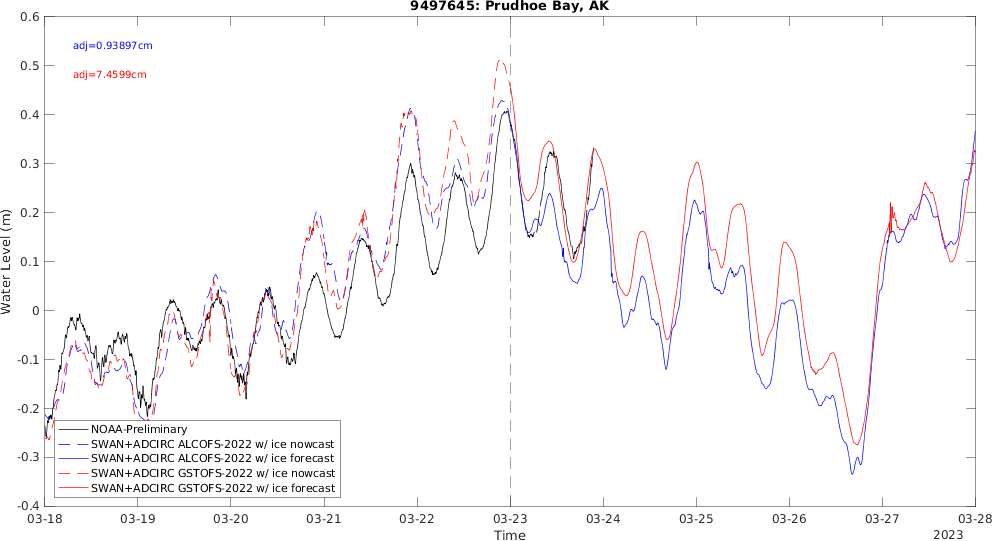 9497645: Prudhoe Bay, AK
adj=0.93897cm
adj=7.4599cm
0.6
0.5
0.4
0.3
0.2
0.1
0
-0.1
-0.2
-0.3
-0.4
Water Level (m)
NOAA-Preliminary
SWAN+ADCIRC ALCOFS-2022 w/ ice nowcast
SWAN+ADCIRC ALCOFS-2022 w/ ice forecast
SWAN+ADCIRC GSTOFS-2022 w/ ice nowcast
SWAN+ADCIRC GSTOFS-2022 w/ ice forecast
03-18 03-19 03-20 03-21 03-22 03-23 03-24 03-25 03-26 03-27 03-28
Time
2023